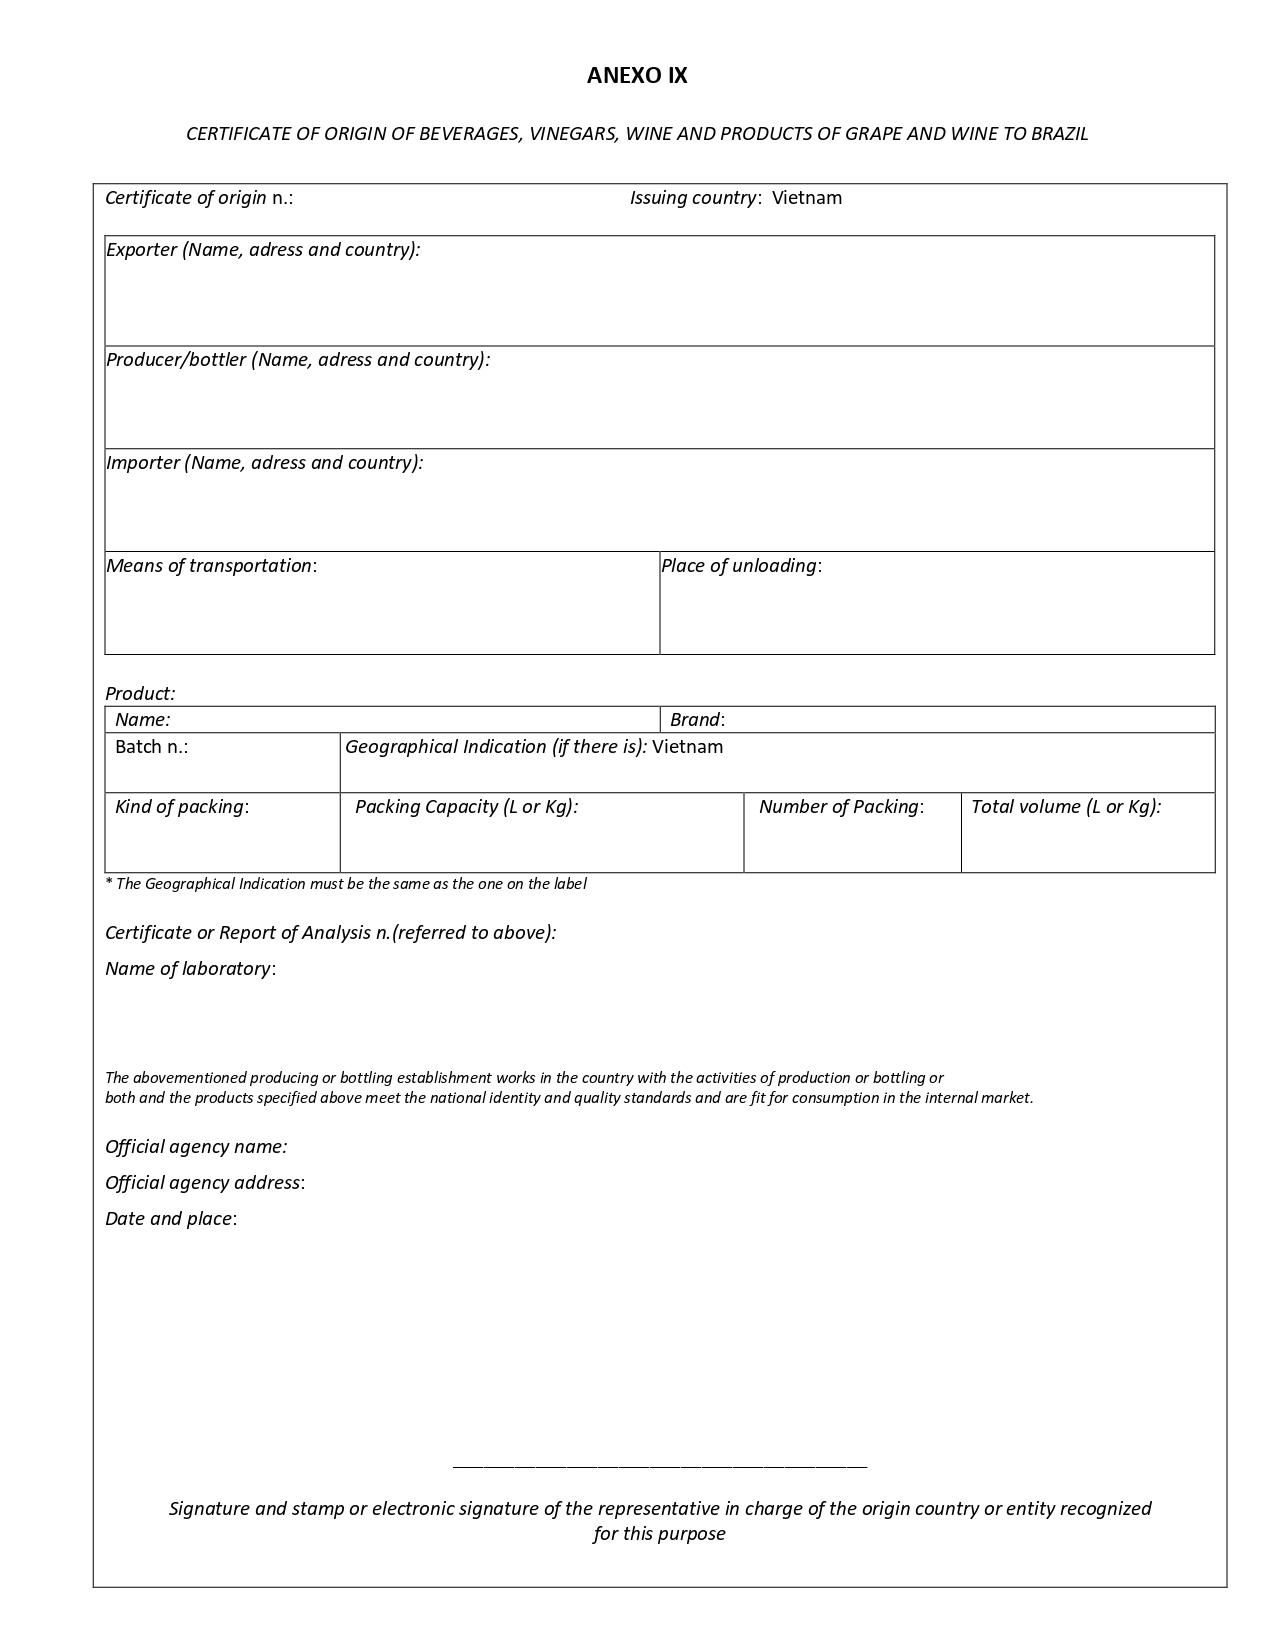 ANEXO IX
CERTIFICATE OF ORIGIN OF BEVERAGES, VINEGARS, WINE AND PRODUCTS OF GRAPE AND WINE TO BRAZIL
Certificate of origin n.: Issuing country: Vietnam
Exporter (Name, adress and country):
Producer/bottler (Name, adress and country):
Importer (Name, adress and country):
Means of transportation: Place of unloading:
Product:
Name: Brand:
Batch n.: Geographical Indication (if there is): Vietnam
Kind of packing: Packing Capacity (L or Kg): Number of Packing: Total volume (L or Kg):
* The Geographical Indication must be the same as the one on the label
Certificate or Report of Analysis n.(referred to above):
Name of laboratory:
The abovementioned producing or bottling establishment works in the country with the activities of production or bottling or
both and the products specified above meet the national identity and quality standards and are fit for consumption in the internal market.
Official agency name:
Official agency address:
Date and place:
Signature and stamp or electronic signature of the representative in charge of the origin country or entity recognized
for this purpose